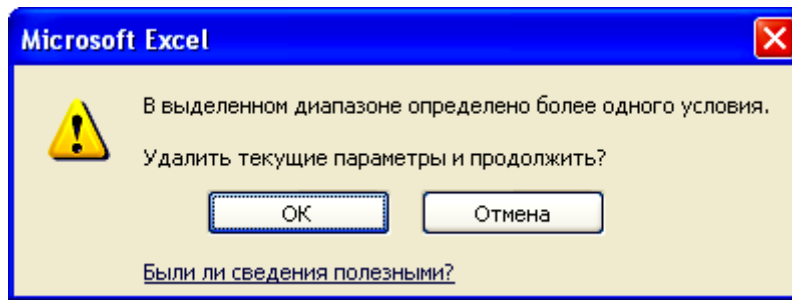 Microsoft Excel
В выделенном диапазоне определено более одного условия.
Удалить текущие параметры и продолжить?
ОК
Отмена
Были ли сведения полезными?